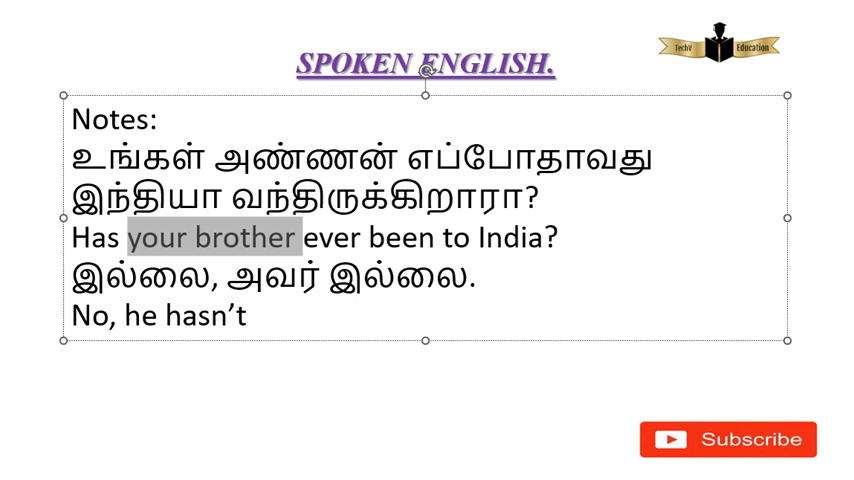 SPOKEN ENGLISH.
TechV Education
Notes:
உங்கள் அண்ணன் எப்போதாவது
இந்தியா வந்திருக்கிறாரா?
Has your brother ever been to India?
இல்லை, அவர் இல்லை.
No, he hasn’t
Subscribe